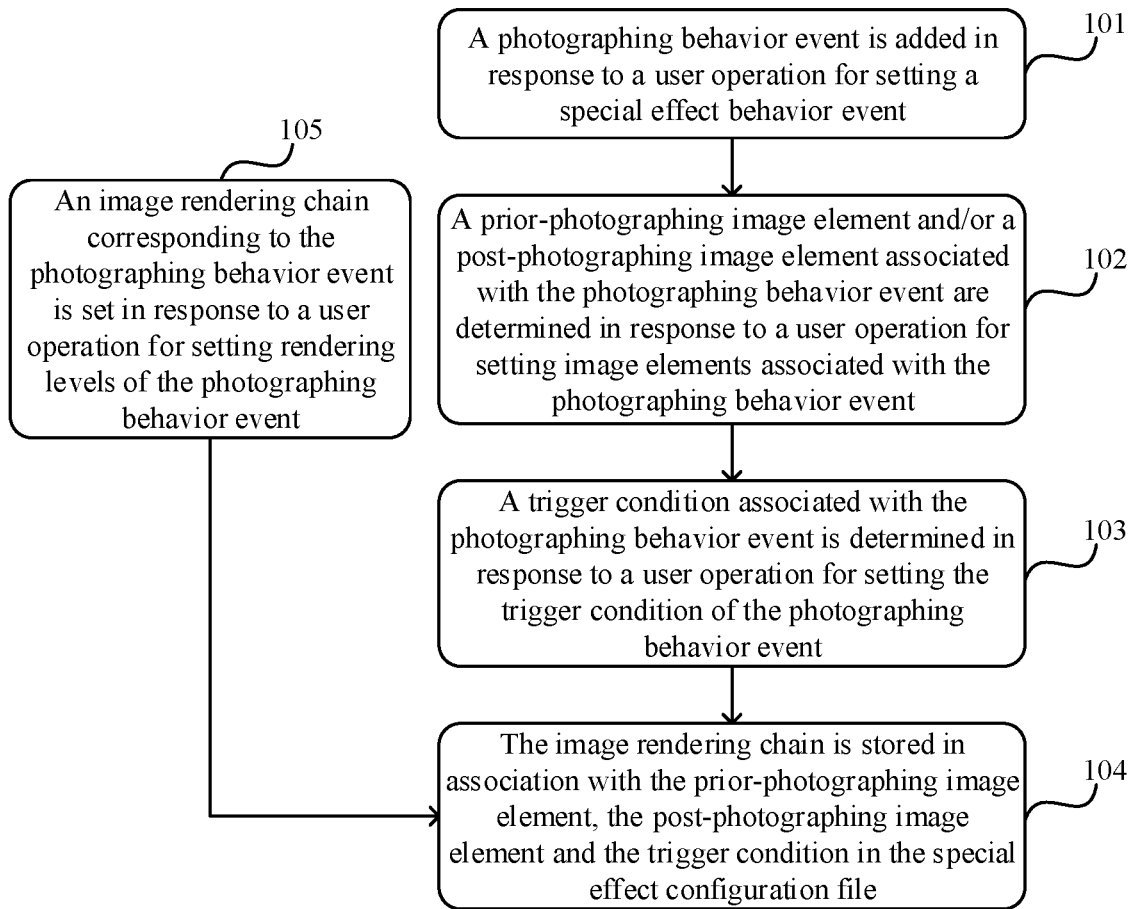 A photographing behavior event is added in
response to a user operation for setting a
special effect behavior event
101
105
An image rendering chain
corresponding to the
photographing behavior event
is set in response to a user
operation for setting rendering
levels of the photographing
behavior event
A prior-photographing image element and/or a
post-photographing image element associated
with the photographing behavior event are
determined in response to a user operation for
setting image elements associated with the
photographing behavior event
102
A trigger condition associated with the
photographing behavior event is determined in
response to a user operation for setting the
trigger condition of the photographing
behavior event
103
The image rendering chain is stored in
association with the prior-photographing image
element, the post-photographing image
element and the trigger condition in the special
effect configuration file
104